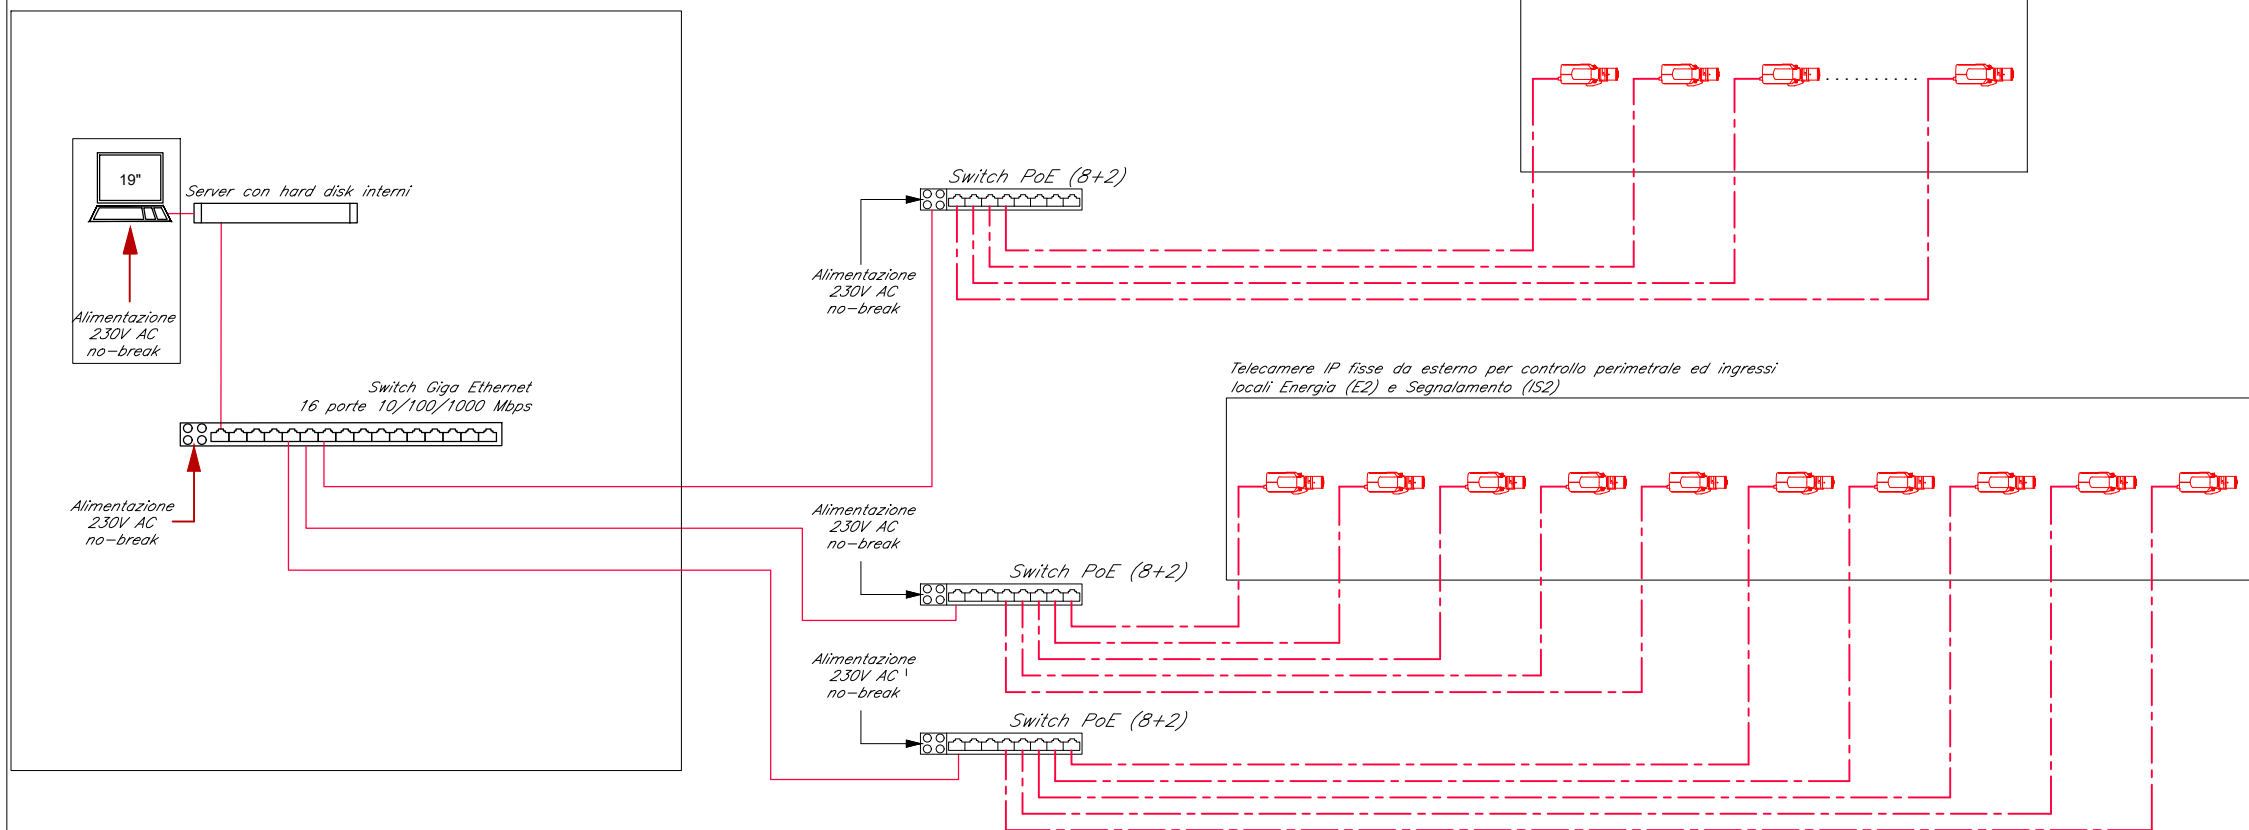 19"
Server con hard disk interni
Alimentazione
230V AC
no-break
Switch Giga Ethernet
16 porte 10/100/1000 Mbps
Alimentazione
230V AC
no-break
Switch PoE (8+2)
Alimentazione
230V AC
no-break
Telecamere IP fisse da esterno per controllo perimetrale ed ingressi
locali Energia (E2) e Segnalamento (IS2)
Alimentazione
230V AC
no-break
Switch PoE (8+2)
Alimentazione
230V AC
no-break
Switch PoE (8+2)